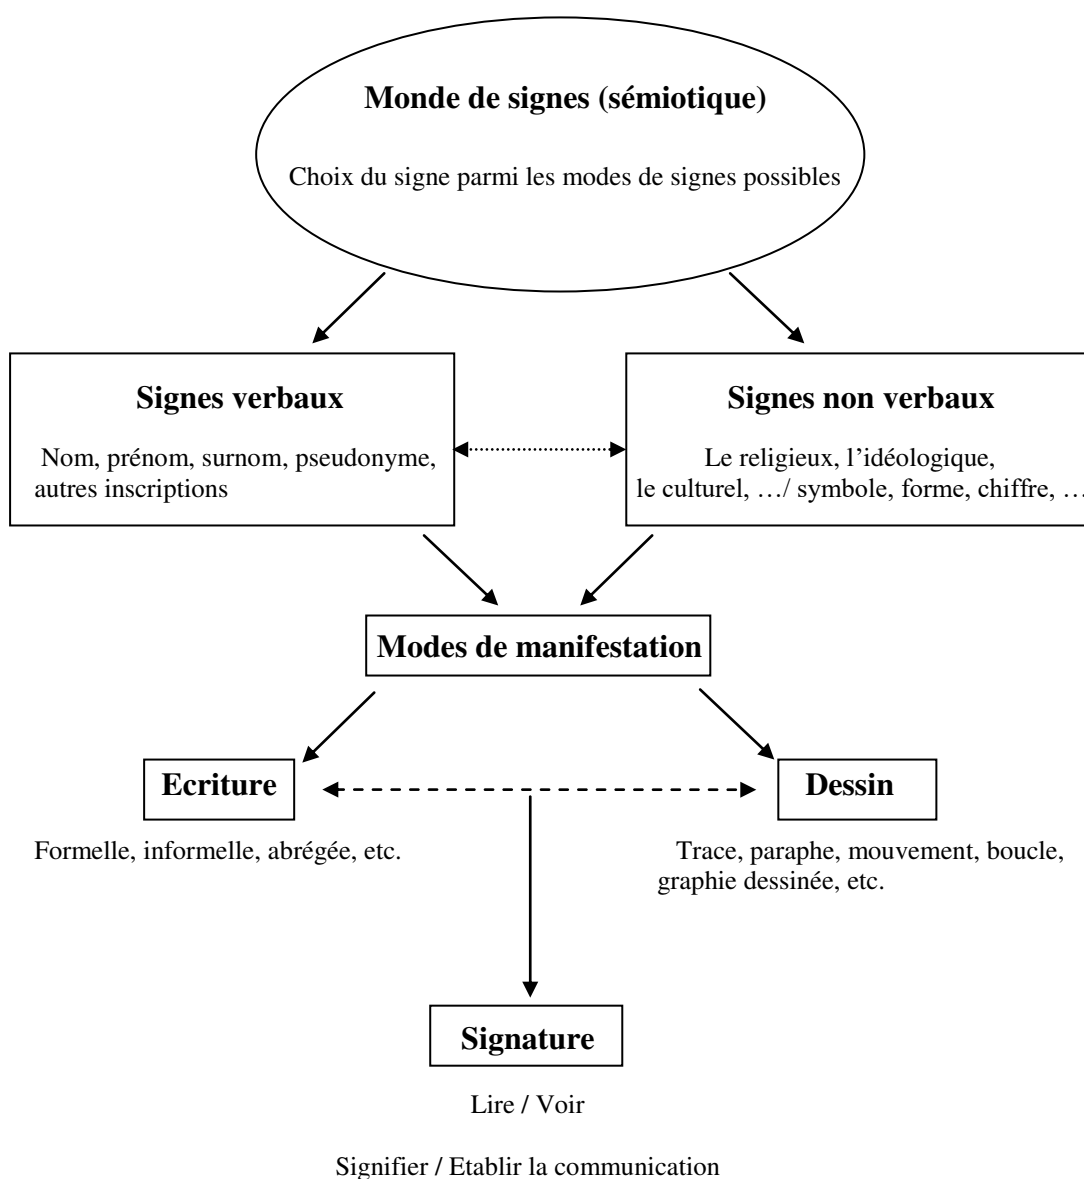 Monde de signes (sémiotique)
Choix du signe parmi les modes de signes possibles
Signes verbaux
Nom, prénom, surnom, pseudonyme,
autres inscriptions
Signes non verbaux
Le religieux, l’idéologique,
le culturel, …/ symbole, forme, chiffre, …
Modes de manifestation
Ecriture
Formelle, informelle, abrégée, etc.
Dessin
Trace, paraphe, mouvement, boucle,
graphie dessinée, etc.
Signature
Lire / Voir
Signifier / Etablir la communication